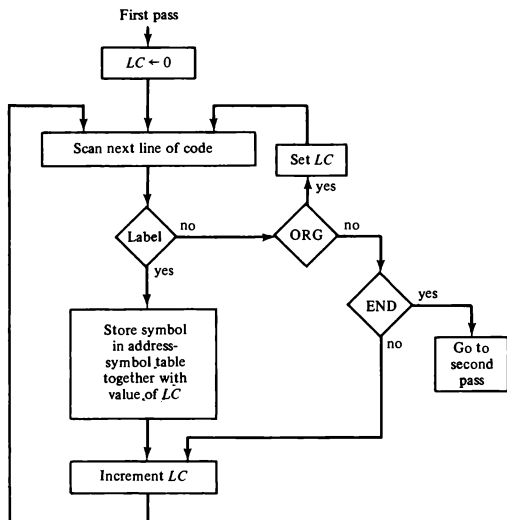 First pass
LC ← 0
Scan next line of code
Set LC
yes
Label
no
ORG
no
yes
END
yes
no
Store symbol
in address-
symbol table
together with
value of LC
Go to
second
pass
Increment LC